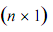 (n × 1)